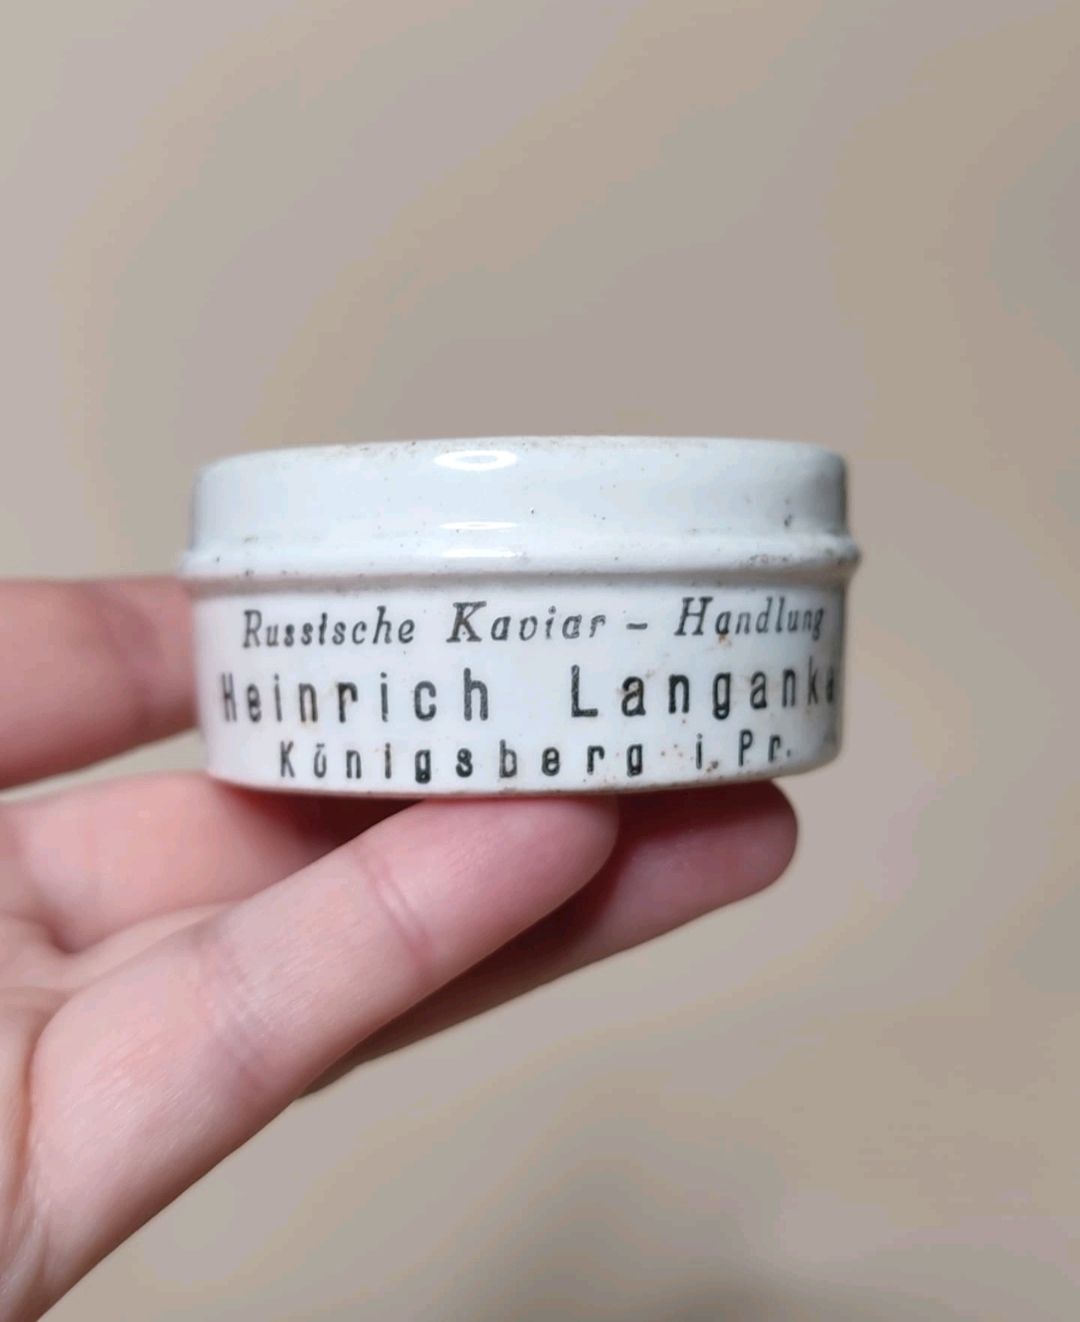 Russische Kaviar - Handlung
Heinrich Langanke
Königsberg i. Pr.